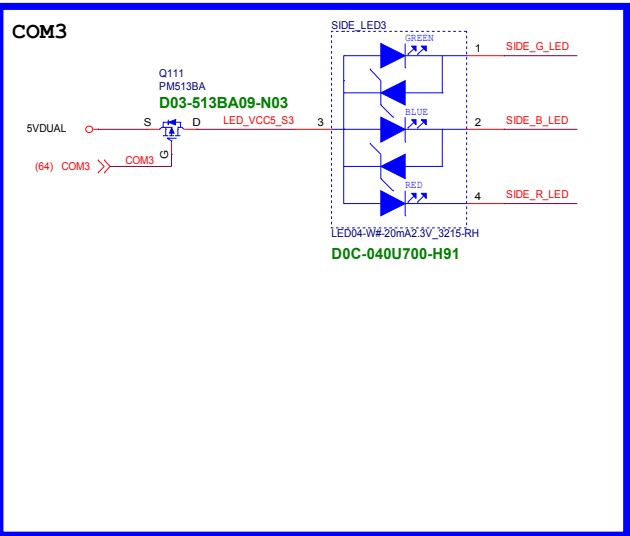 COM3
SIDE_LED3
GREEN
1
SIDE_G_LED
Q111
PM513BA
D03-513BA09-N03
BLUE
5VDUAL
S
D
LED_VCC5_S3
3
2
SIDE_B_LED
G
(64)
COM3
COM3
RED
4
SIDE_R_LED
LED04-W#-20mA2.3V_3215-RH
D0C-040U700-H91